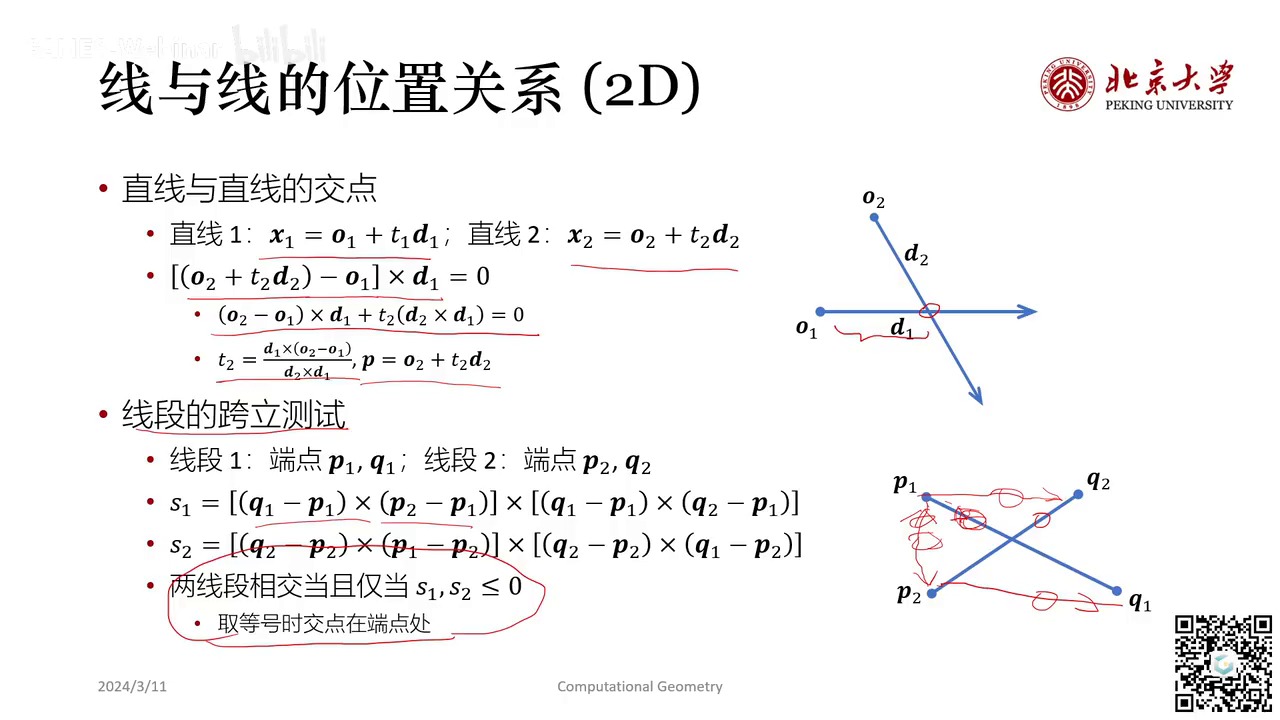 bilibili
线与线的位置关系 (2D)
北京大学
PEKING UNIVERSITY
• 直线与直线的交点
• 直线 1：𝒙₁ = 𝒐₁ + t₁𝒅₁；直线 2：𝒙₂ = 𝒐₂ + t₂𝒅₂
• [(𝒐₂ + t₂𝒅₂) − 𝒐₁] × 𝒅₁ = 0
• (𝒐₂ − 𝒐₁) × 𝒅₁ + t₂(𝒅₂ × 𝒅₁) = 0
• t₂ = 𝒅₁×(𝒐₂−𝒐₁) / 𝒅₂×𝒅₁, 𝒑 = 𝒐₂ + t₂𝒅₂
𝒐₂
𝒅₂
𝒐₁
𝒅₁
• 线段的跨立测试
• 线段 1：端点 𝒑₁, 𝒒₁；线段 2：端点 𝒑₂, 𝒒₂
• s₁ = [(𝒒₁ − 𝒑₁) × (𝒑₂ − 𝒑₁)] × [(𝒒₁ − 𝒑₁) × (𝒒₂ − 𝒑₁)]
• s₂ = [(𝒒₂ − 𝒑₂) × (𝒑₁ − 𝒑₂)] × [(𝒒₂ − 𝒑₂) × (𝒒₁ − 𝒑₂)]
• 两线段相交当且仅当 s₁, s₂ ≤ 0
• 取等号时交点在端点处
𝒑₁
𝒒₂
𝒑₂
𝒒₁
2024/3/11
Computational Geometry